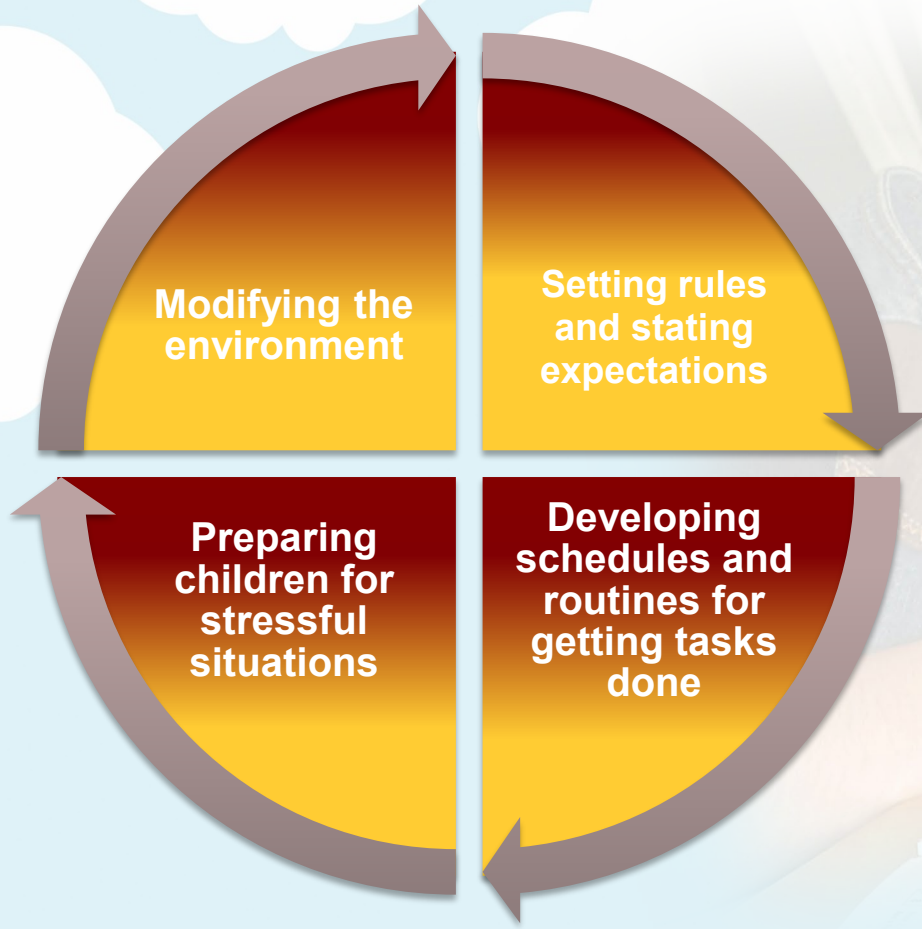 Modifying the
environment
Setting rules
and stating
expectations
Developing
schedules and
routines for
getting tasks
done
Preparing
children for
stressful
situations